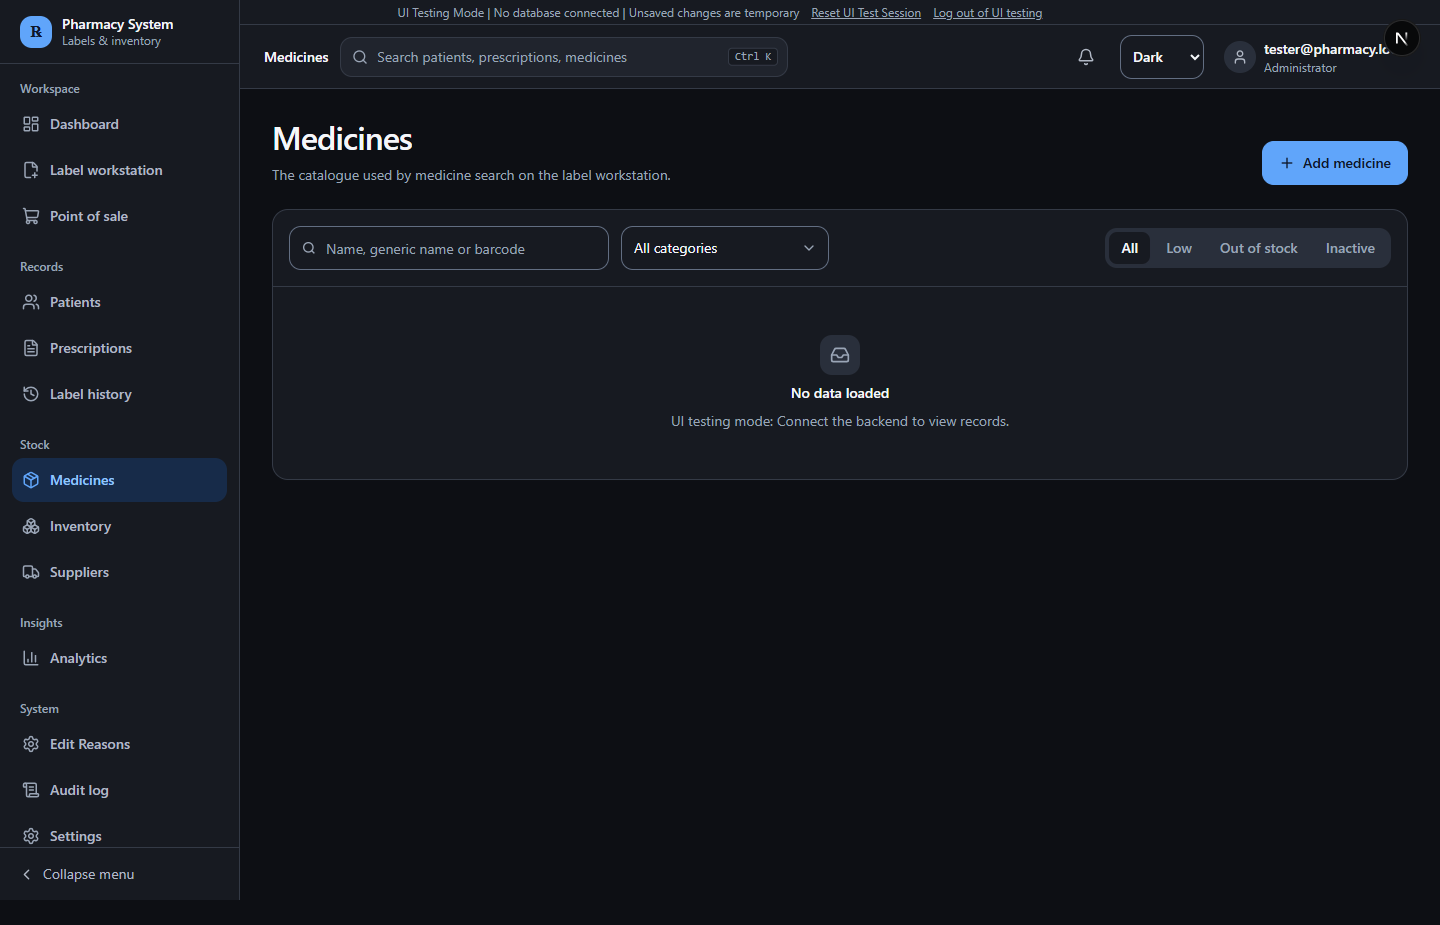 Pharmacy System
Labels & inventory
Workspace
Dashboard
Label workstation
Point of sale
Records
Patients
Prescriptions
Label history
Stock
Medicines
Inventory
Suppliers
Insights
Analytics
System
Edit Reasons
Audit log
Settings
Collapse menu
UI Testing Mode | No database connected | Unsaved changes are temporary Reset UI Test Session Log out of UI testing
Medicines
Search patients, prescriptions, medicines Ctrl K
Dark
tester@pharmacy.lo
Administrator
N
Medicines
The catalogue used by medicine search on the label workstation.
+ Add medicine
Name, generic name or barcode
All categories
All Low Out of stock Inactive
No data loaded
UI testing mode: Connect the backend to view records.